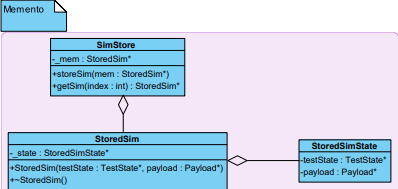 Memento
SimStore
-_mem : StoredSim*
+storeSim(mem : StoredSim*)
+getSim(index : int) : StoredSim*
StoredSim
-_state : StoredSimState*
+StoredSim(testState : TestState*, payload : Payload*)
+~StoredSim()
StoredSimState
-testState : TestState*
-payload : Payload*